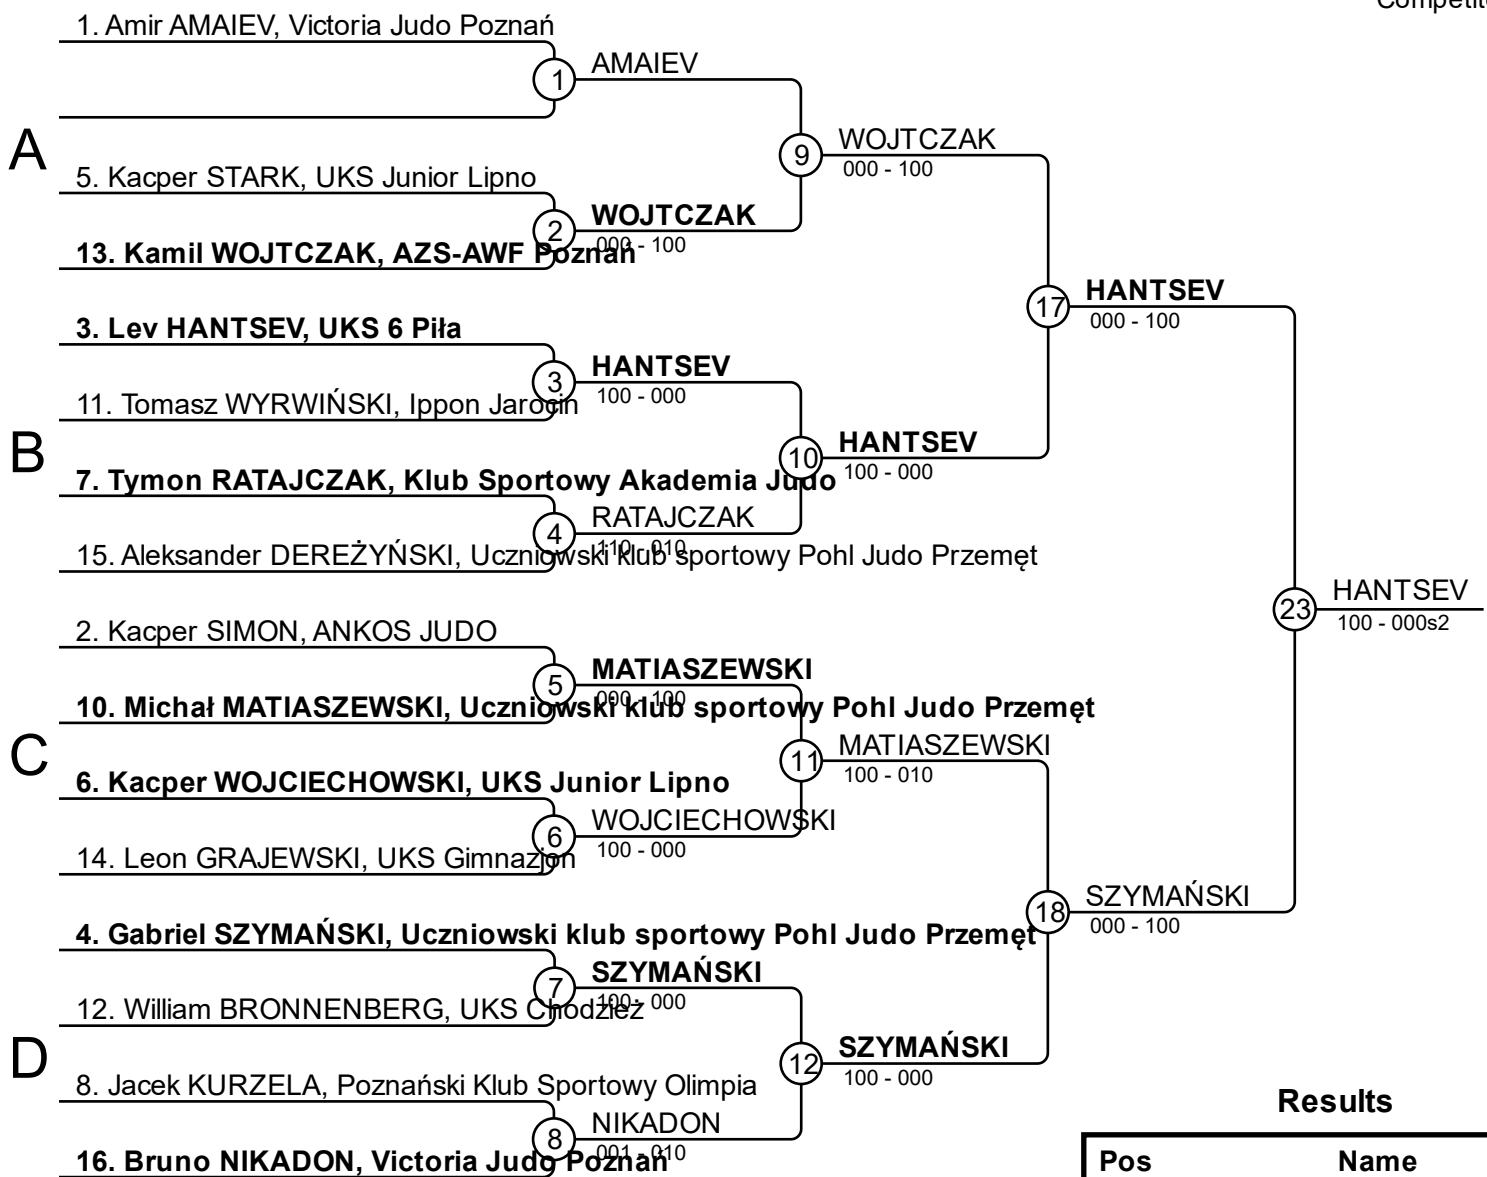 Competit
1. Amir AMAIEV, Victoria Judo Poznań
1
AMAIEV
A
9
WOJTCZAK
000 - 100
5. Kacper STARK, UKS Junior Lipno
2
WOJTCZAK
000 - 100
13. Kamil WOJTCZAK, AZS-AWF Poznań
17
HANTSEV
000 - 100
3. Lev HANTSEV, UKS 6 Piła
3
HANTSEV
100 - 000
11. Tomasz WYRWIŃSKI, Ippon Jarocin
B
10
HANTSEV
100 - 000
7. Tymon RATAJCZAK, Klub Sportowy Akademia Judo
4
RATAJCZAK
110 - 010
15. Aleksander DEREŻYŃSKI, Uczniowski klub sportowy Pohl Judo Przemęt
23
HANTSEV
100 - 000s2
2. Kacper SIMON, ANKOS JUDO
5
MATIASZEWSKI
000 - 100
10. Michał MATIASZEWSKI, Uczniowski klub sportowy Pohl Judo Przemęt
C
11
MATIASZEWSKI
100 - 010
6. Kacper WOJCIECHOWSKI, UKS Junior Lipno
6
WOJCIECHOWSKI
100 - 000
14. Leon GRAJEWSKI, UKS Gimnazjon
18
SZYMAŃSKI
000 - 100
4. Gabriel SZYMAŃSKI, Uczniowski klub sportowy Pohl Judo Przemęt
7
SZYMAŃSKI
100 - 000
12. William BRONNENBERG, UKS Chodzież
D
12
SZYMAŃSKI
100 - 000
8. Jacek KURZELA, Poznański Klub Sportowy Olimpia
8
NIKADON
001 - 010
16. Bruno NIKADON, Victoria Judo Poznań
Results
Pos Name